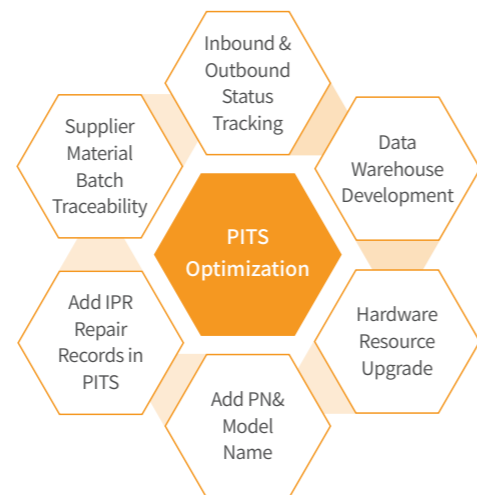 Inbound &
Outbound
Status
Tracking
Data
Warehouse
Development
Hardware
Resource
Upgrade
Add PN&
Model
Name
Add IPR
Repair
Records in
PITS
Supplier
Material
Batch
Traceability
PITS
Optimization